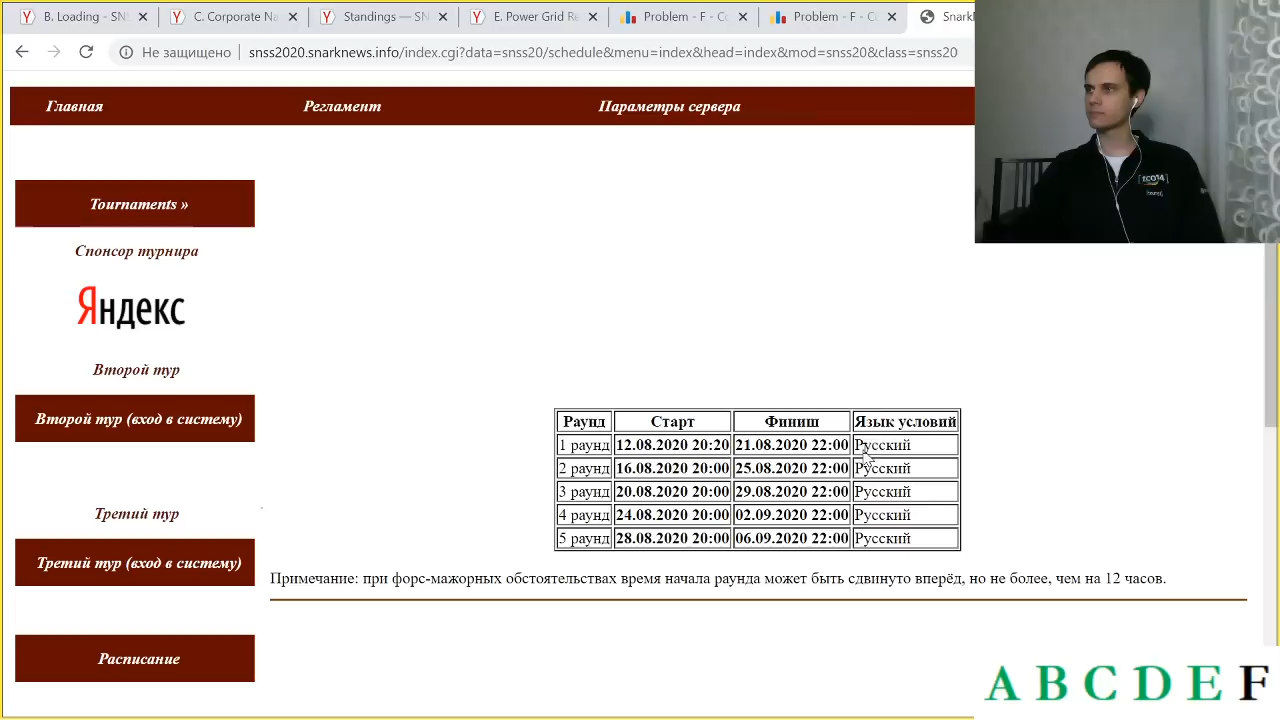 B. Loading - SN
C. Corporate Na
Standings — SN
E. Power Grid Re
Problem - F - Co
Problem - F - Co
Snark
Не защищено
snss2020.snarknews.info/index.cgi?data=snss20/schedule&menu=index&head=index&mod=snss20&class=snss20
Главная
Регламент
Параметры сервера
Tournaments »
Спонсор турнира
Яндекс
Второй тур
Второй тур (вход в систему)
Третий тур
Третий тур (вход в систему)
Расписание
Раунд Старт Финиш Язык условий
1 раунд 12.08.2020 20:20 21.08.2020 22:00 Русский
2 раунд 16.08.2020 20:00 25.08.2020 22:00 Русский
3 раунд 20.08.2020 20:00 29.08.2020 22:00 Русский
4 раунд 24.08.2020 20:00 02.09.2020 22:00 Русский
5 раунд 28.08.2020 20:00 06.09.2020 22:00 Русский
Примечание: при форс-мажорных обстоятельствах время начала раунда может быть сдвинуто вперёд, но не более, чем на 12 часов.
[TCO14
A B C D E F